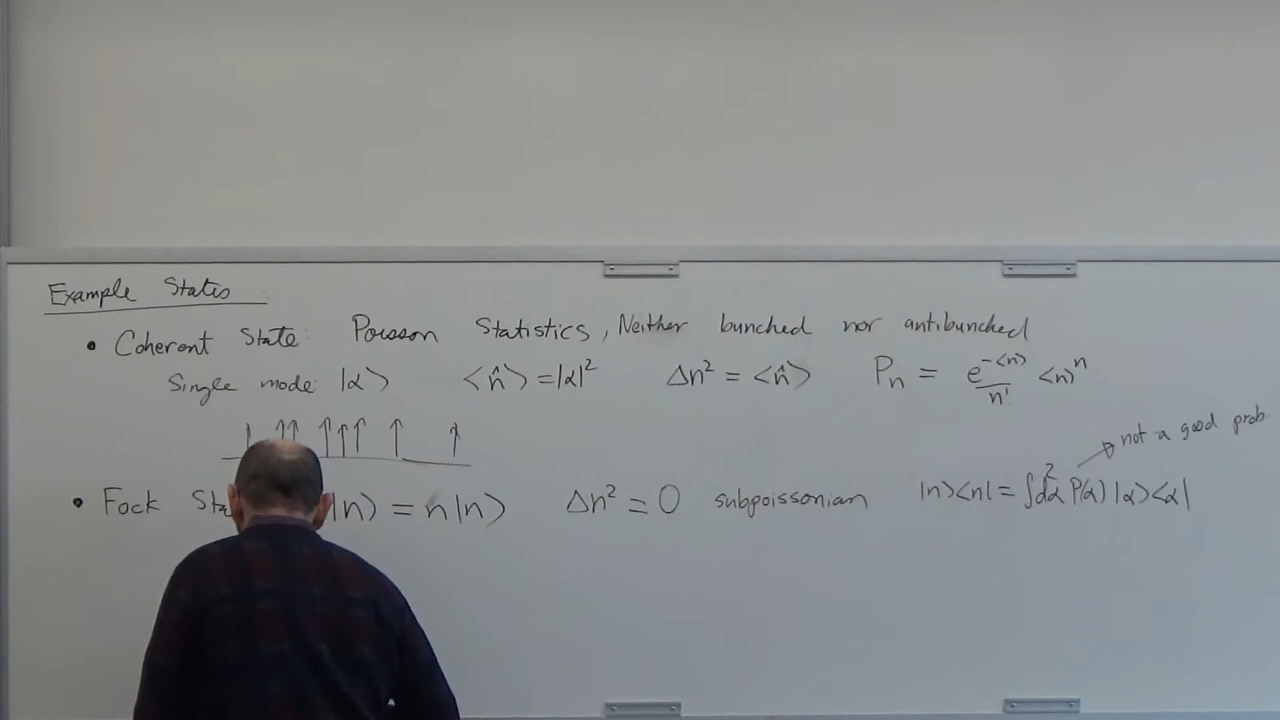 Example States
• Coherent State: Poisson Statistics, Neither bunched nor antibunched
Single mode: |α⟩ ⟨n̂⟩ = |α|² Δn² = ⟨n̂⟩ Pₙ = e^{-⟨n⟩}/n! ⟨n⟩ⁿ
not a good prob
• Fock |n⟩ = n|n⟩ Δn² = 0 subpoissonian |n⟩⟨n| = ∫d²α P(α) |α⟩⟨α|